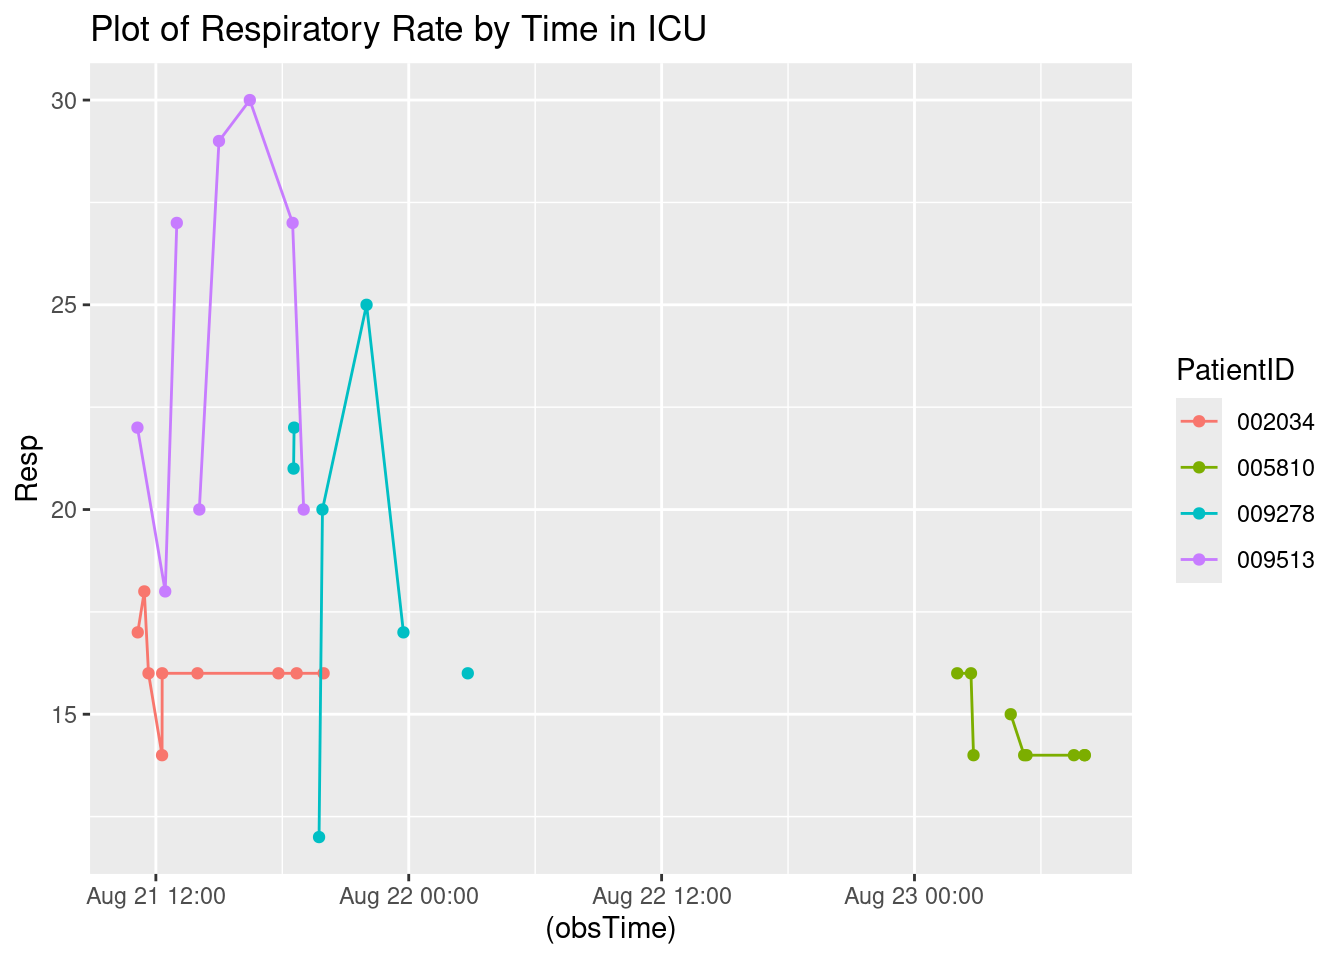 Plot of Respiratory Rate by Time in ICU
30
25
20
15
Resp
Aug 21 12:00
Aug 22 00:00
Aug 22 12:00
Aug 23 00:00
(obsTime)
PatientID
002034
005810
009278
009513